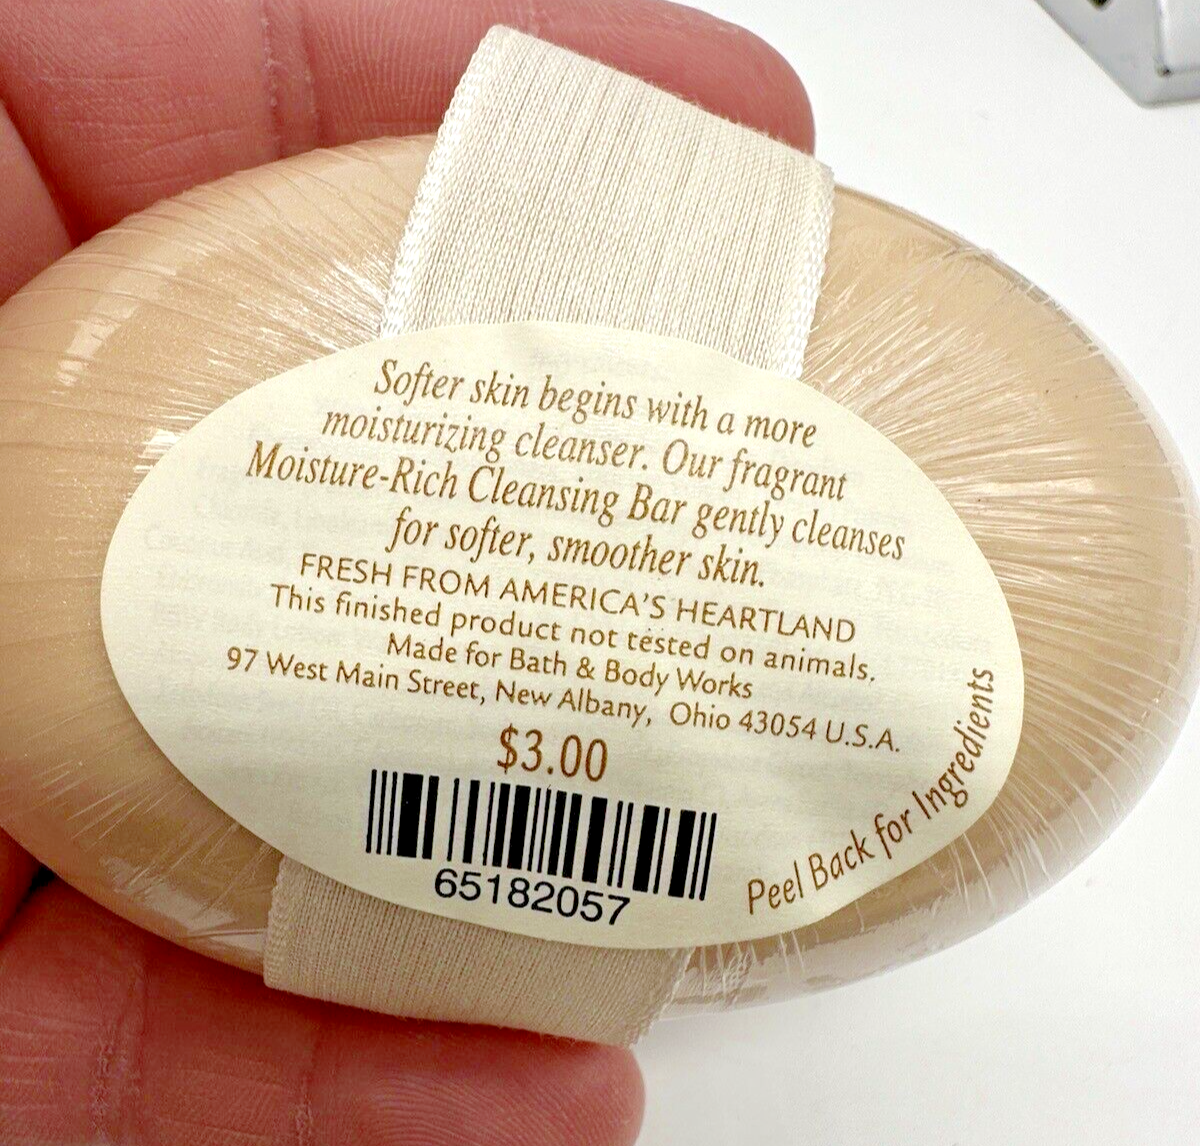 Softer skin begins with a more
moisturizing cleanser. Our fragrant
Moisture-Rich Cleansing Bar gently cleanses
for softer, smoother skin.
FRESH FROM AMERICA'S HEARTLAND
This finished product not tested on animals.
Made for Bath & Body Works
97 West Main Street, New Albany, Ohio 43054 U.S.A.
$3.00
65182057
Peel Back for Ingredients